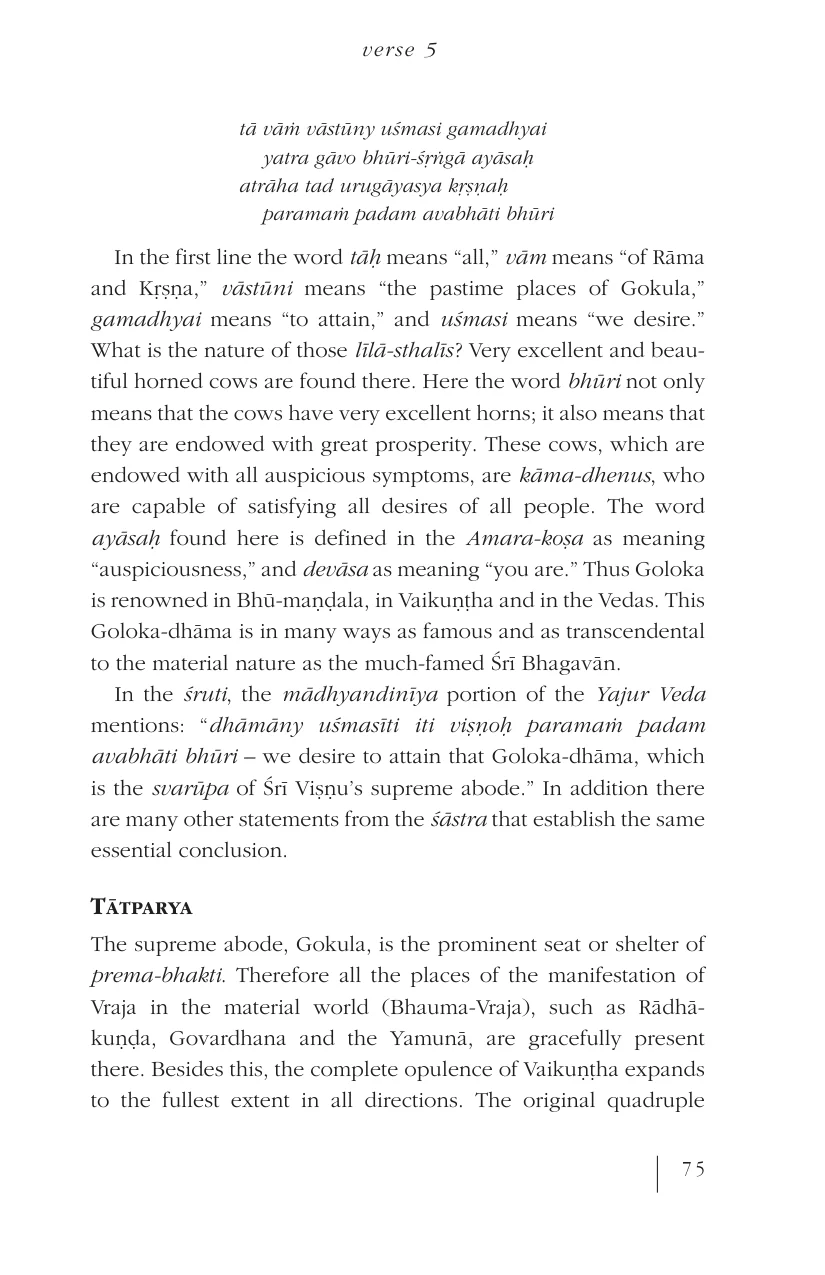 verse 5
tā vāṁ vāstūny uśmasi gamadhyai
yatra gāvo bhūri-śṛṅgā ayāsaḥ
atrāha tad urugāyasya kṛṣṇaḥ
paramaṁ padam avabhāti bhūri
In the first line the word tāḥ means “all,” vām means “of Rāma
and Kṛṣṇa,” vāstūni means “the pastime places of Gokula,”
gamadhyai means “to attain,” and uśmasi means “we desire.”
What is the nature of those līlā-sthalīs? Very excellent and beau-
tiful horned cows are found there. Here the word bhūri not only
means that the cows have very excellent horns; it also means that
they are endowed with great prosperity. These cows, which are
endowed with all auspicious symptoms, are kāma-dhenus, who
are capable of satisfying all desires of all people. The word
ayāsaḥ found here is defined in the Amara-koṣa as meaning
“auspiciousness,” and devāsa as meaning “you are.” Thus Goloka
is renowned in Bhū-maṇḍala, in Vaikuṇṭha and in the Vedas. This
Goloka-dhāma is in many ways as famous and as transcendental
to the material nature as the much-famed Śrī Bhagavān.
In the śruti, the mādhyandinīya portion of the Yajur Veda
mentions: “dhāmāny uśmasīti iti viṣṇoḥ paramaṁ padam
avabhāti bhūri – we desire to attain that Goloka-dhāma, which
is the svarūpa of Śrī Viṣṇu’s supreme abode.” In addition there
are many other statements from the śāstra that establish the same
essential conclusion.
TĀTPARYA
The supreme abode, Gokula, is the prominent seat or shelter of
prema-bhakti. Therefore all the places of the manifestation of
Vraja in the material world (Bhauma-Vraja), such as Rādhā-
kuṇḍa, Govardhana and the Yamunā, are gracefully present
there. Besides this, the complete opulence of Vaikuṇṭha expands
to the fullest extent in all directions. The original quadruple
75